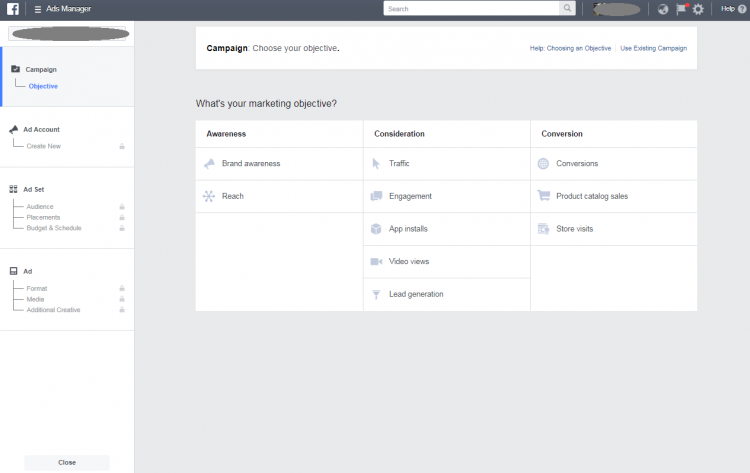 Ads Manager
Search
Help
Campaign
Objective
Ad Account
Create New
Ad Set
Audience
Placements
Budget & Schedule
Ad
Format
Media
Additional Creative
Close
Campaign: Choose your objective.
Help: Choosing an Objective
Use Existing Campaign
What's your marketing objective?
Awareness
Consideration
Conversion
Brand awareness
Traffic
Conversions
Reach
Engagement
Product catalog sales
App installs
Store visits
Video views
Lead generation